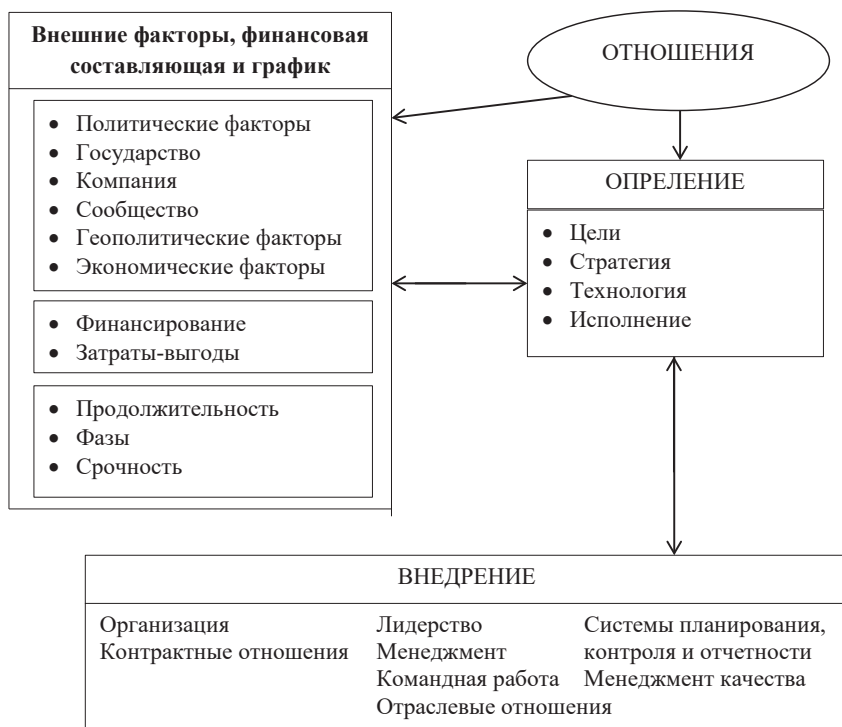 Внешние факторы, финансовая
составляющая и график
• Политические факторы
• Государство
• Компания
• Сообщество
• Геополитические факторы
• Экономические факторы
• Финансирование
• Затраты-выгоды
• Продолжительность
• Фазы
• Срочность
ОТНОШЕНИЯ
ОПРЕЛЕНИЕ
• Цели
• Стратегия
• Технология
• Исполнение
ВНЕДРЕНИЕ
Организация
Контрактные отношения
Лидерство
Менеджмент
Командная работа
Отраслевые отношения
Системы планирования,
контроля и отчетности
Менеджмент качества